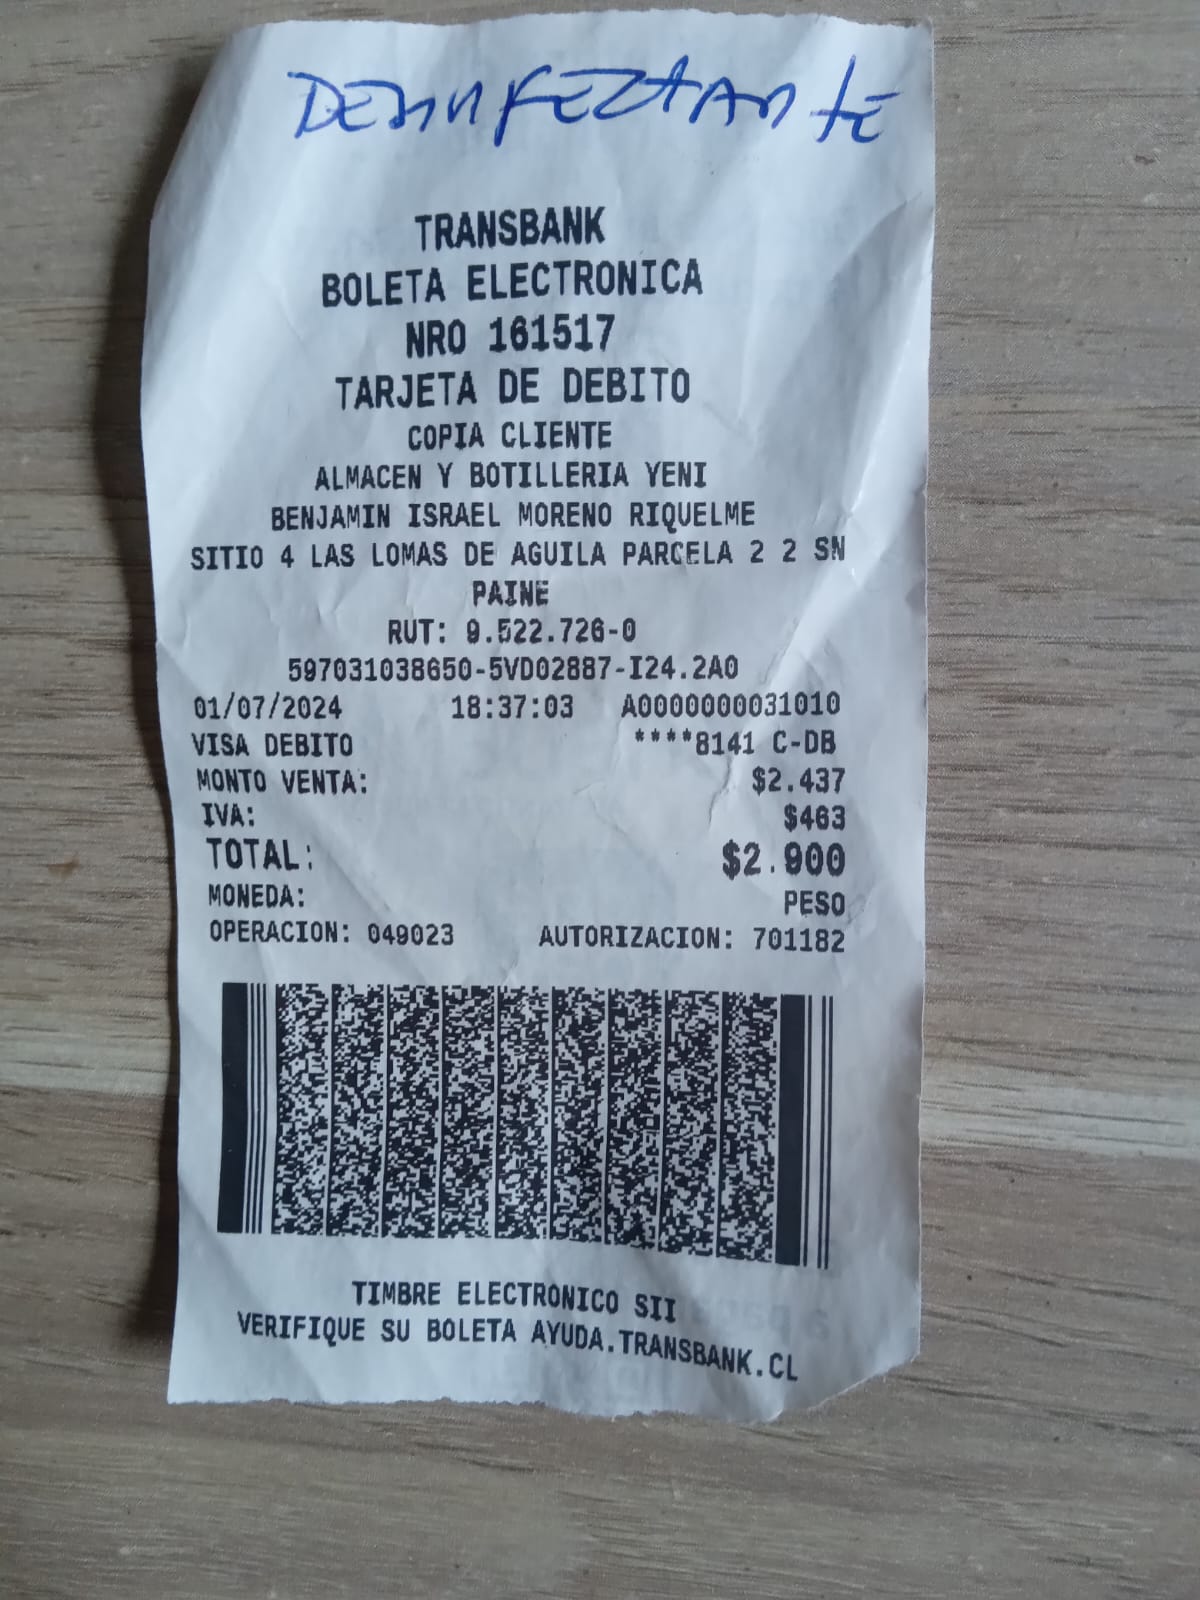 DESINFECTANTE
TRANSBANK
BOLETA ELECTRONICA
NRO 161517
TARJETA DE DEBITO
COPIA CLIENTE
ALMACEN Y BOTILLERIA YENI
BENJAMIN ISRAEL MORENO RIQUELME
SITIO 4 LAS LOMAS DE AGUILA PARCELA 2 2 SN
PAINE
RUT: 9.522.726-0
597031038650-5VD02887-I24.2A0
01/07/2024 18:37:03 A0000000031010
VISA DEBITO ****8141 C-DB
MONTO VENTA: $2.437
IVA: $463
TOTAL: $2.900
MONEDA: PESO
OPERACION: 049023 AUTORIZACION: 701182
TIMBRE ELECTRONICO SII
VERIFIQUE SU BOLETA AYUDA.TRANSBANK.CL